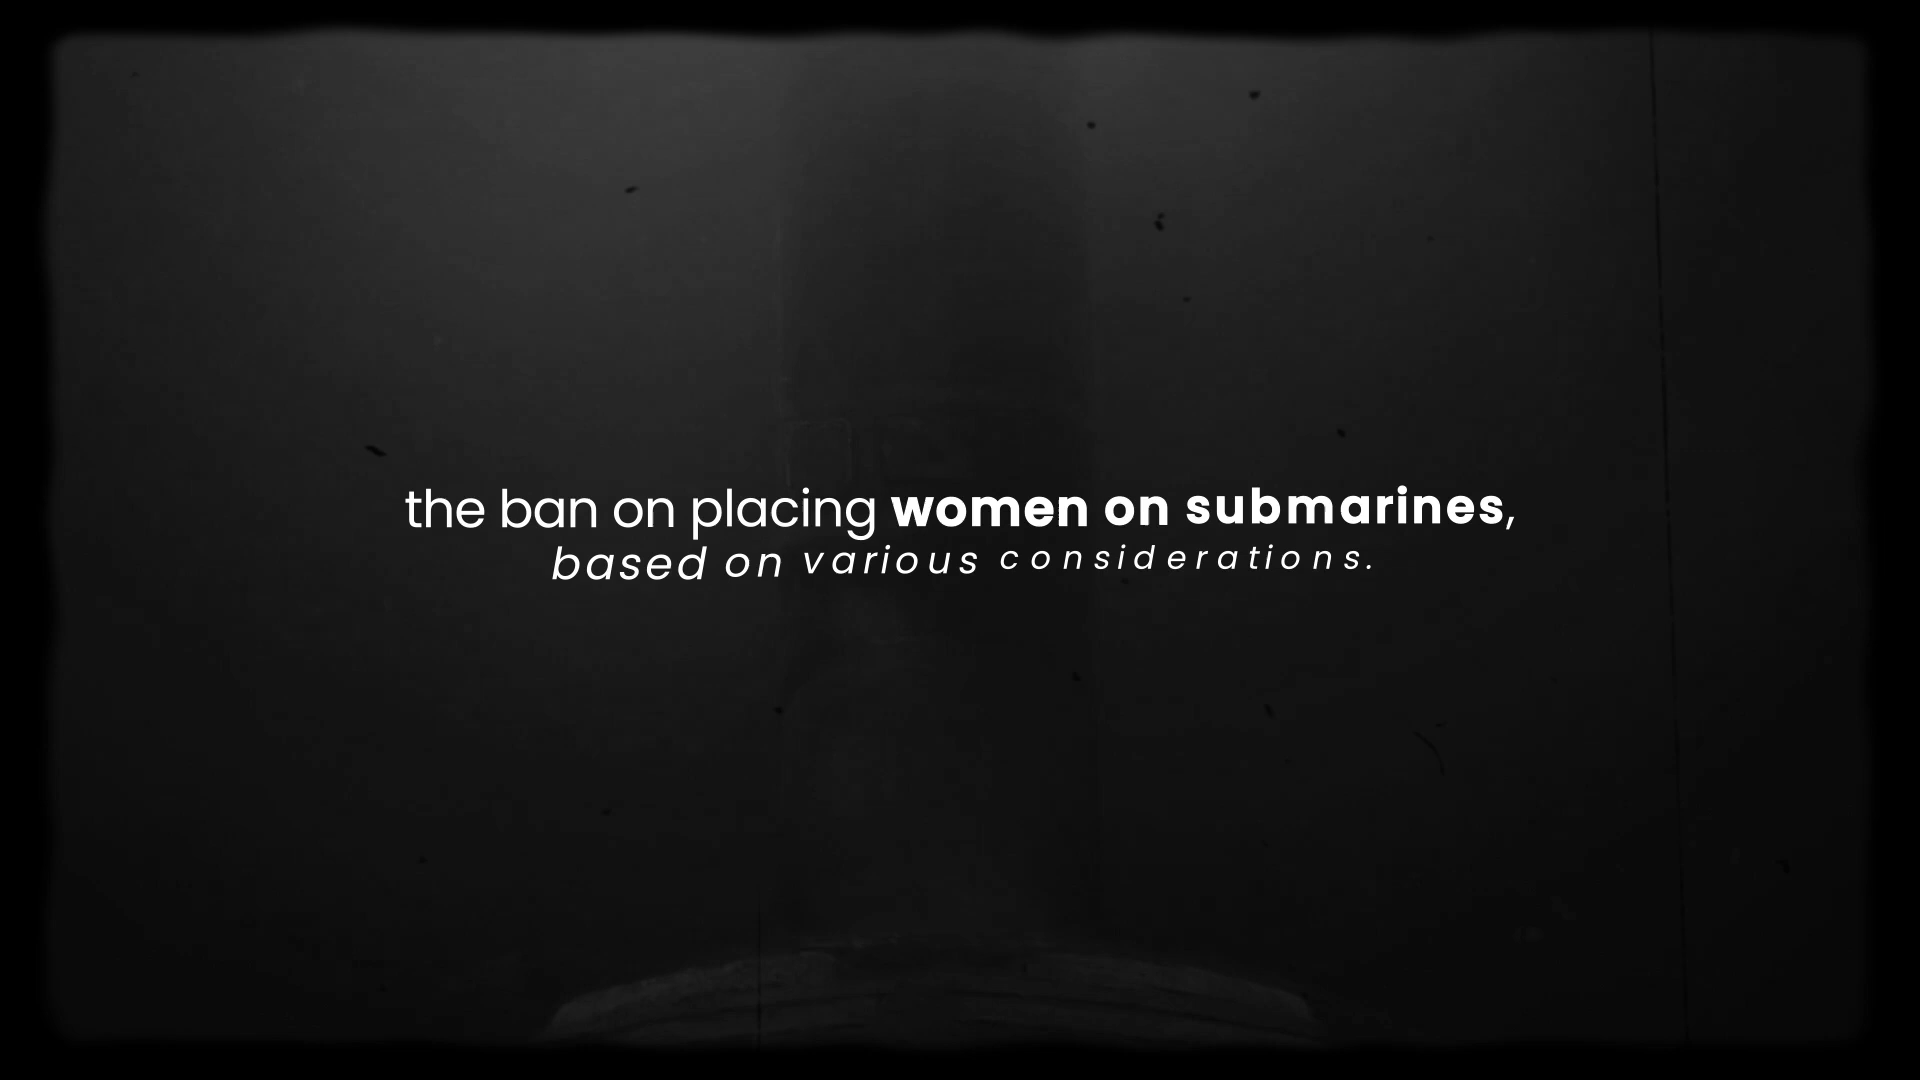 the ban on placing women on submarines,
based on various considerations.